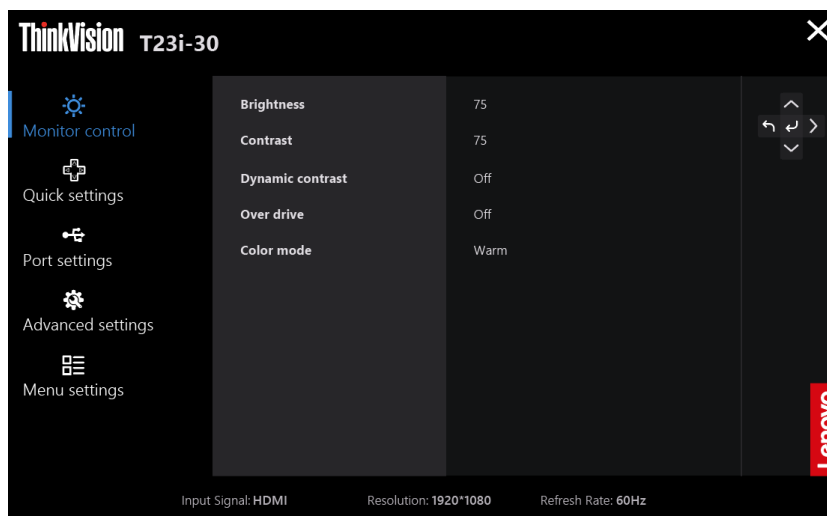 ThinkVision T23i-30
Monitor control
Quick settings
Port settings
Advanced settings
Menu settings
Brightness 75
Contrast 75
Dynamic contrast Off
Over drive Off
Color mode Warm
Lenovo
Input Signal: HDMI Resolution: 1920*1080 Refresh Rate: 60Hz